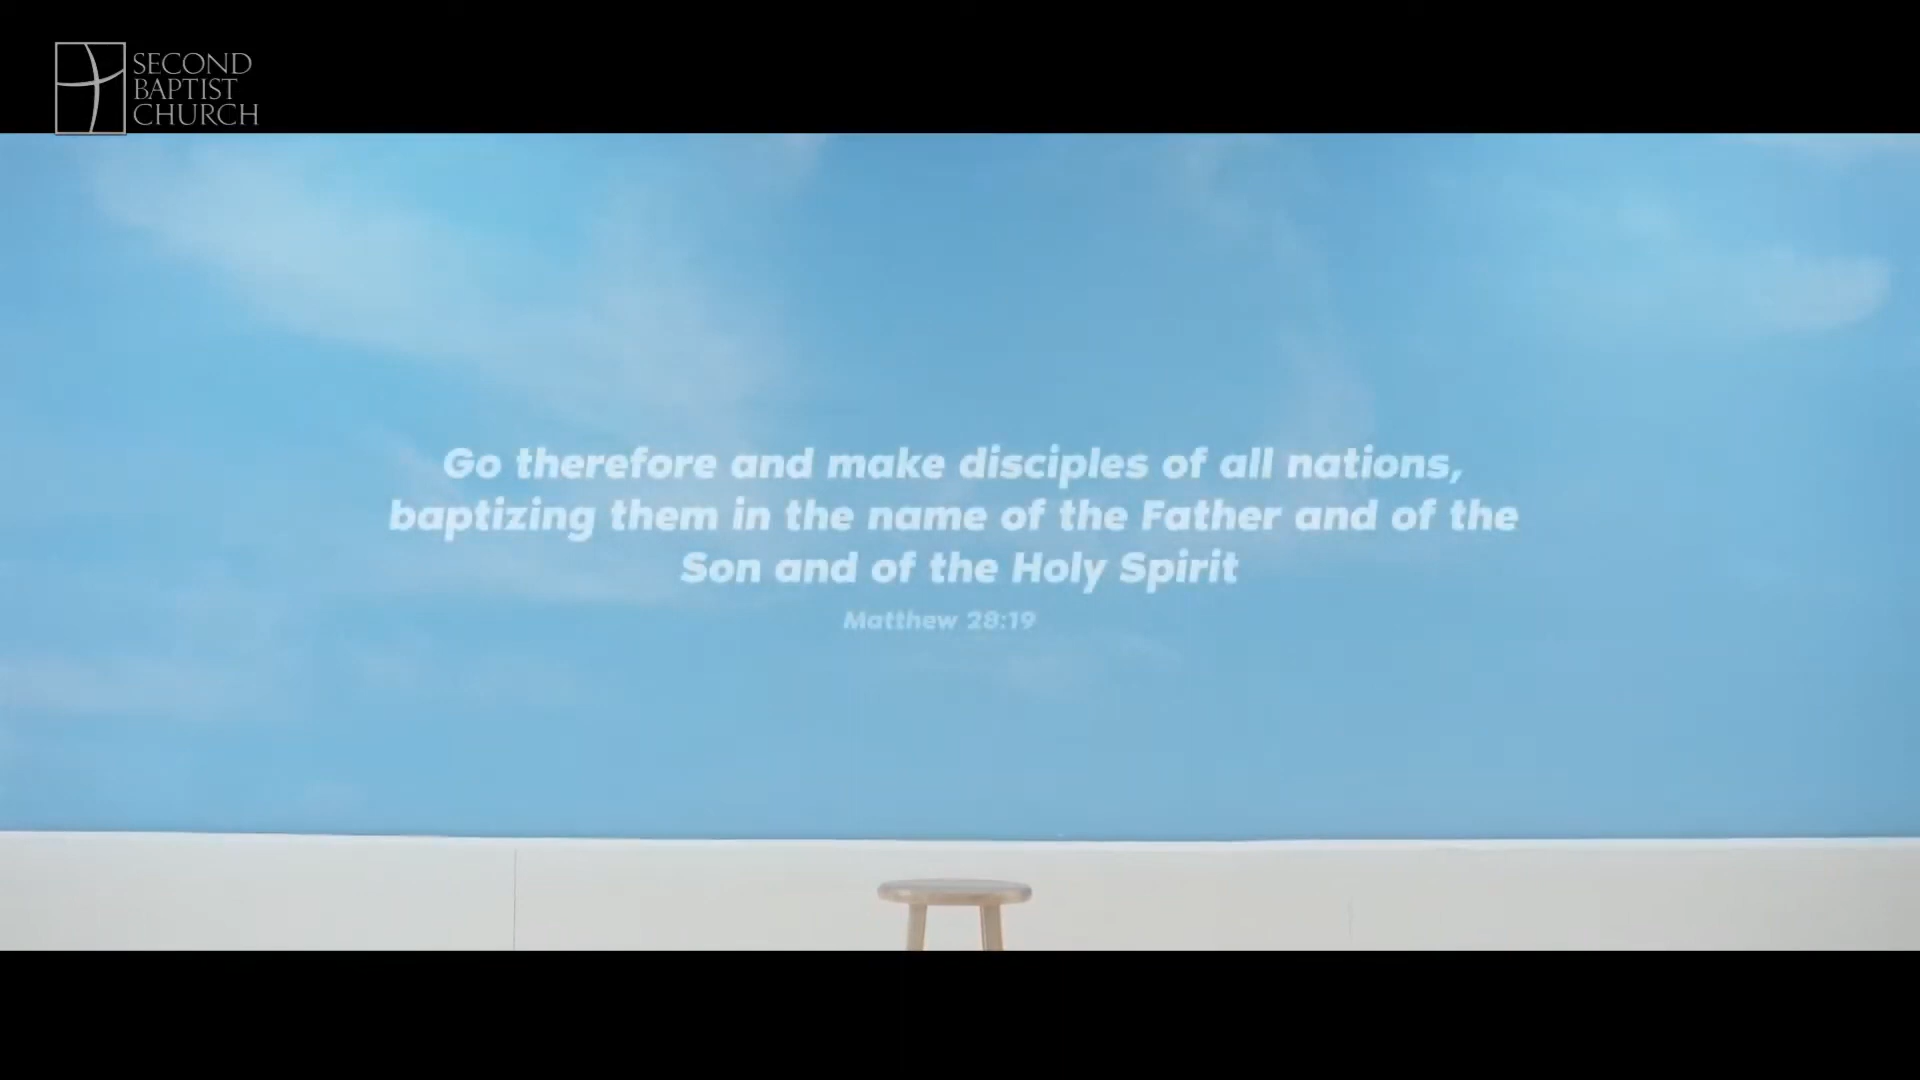 SECOND
BAPTIST
CHURCH
Go therefore and make disciples of all nations,
baptizing them in the name of the Father and of the
Son and of the Holy Spirit
Matthew 28:19